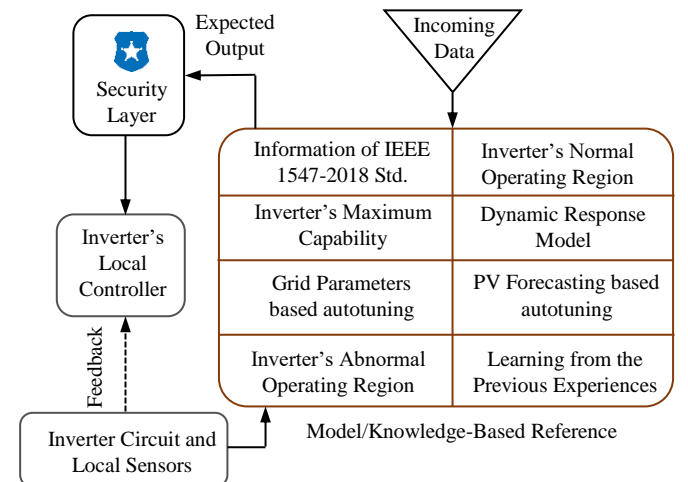 Expected
Output
Incoming
Data
Security
Layer
Information of IEEE
1547-2018 Std.
Inverter's Normal
Operating Region
Inverter's Maximum
Capability
Dynamic Response
Model
Inverter's
Local
Controller
Grid Parameters
based autotuning
PV Forecasting based
autotuning
Feedback
Inverter's Abnormal
Operating Region
Learning from the
Previous Experiences
Inverter Circuit and
Local Sensors
Model/Knowledge-Based Reference